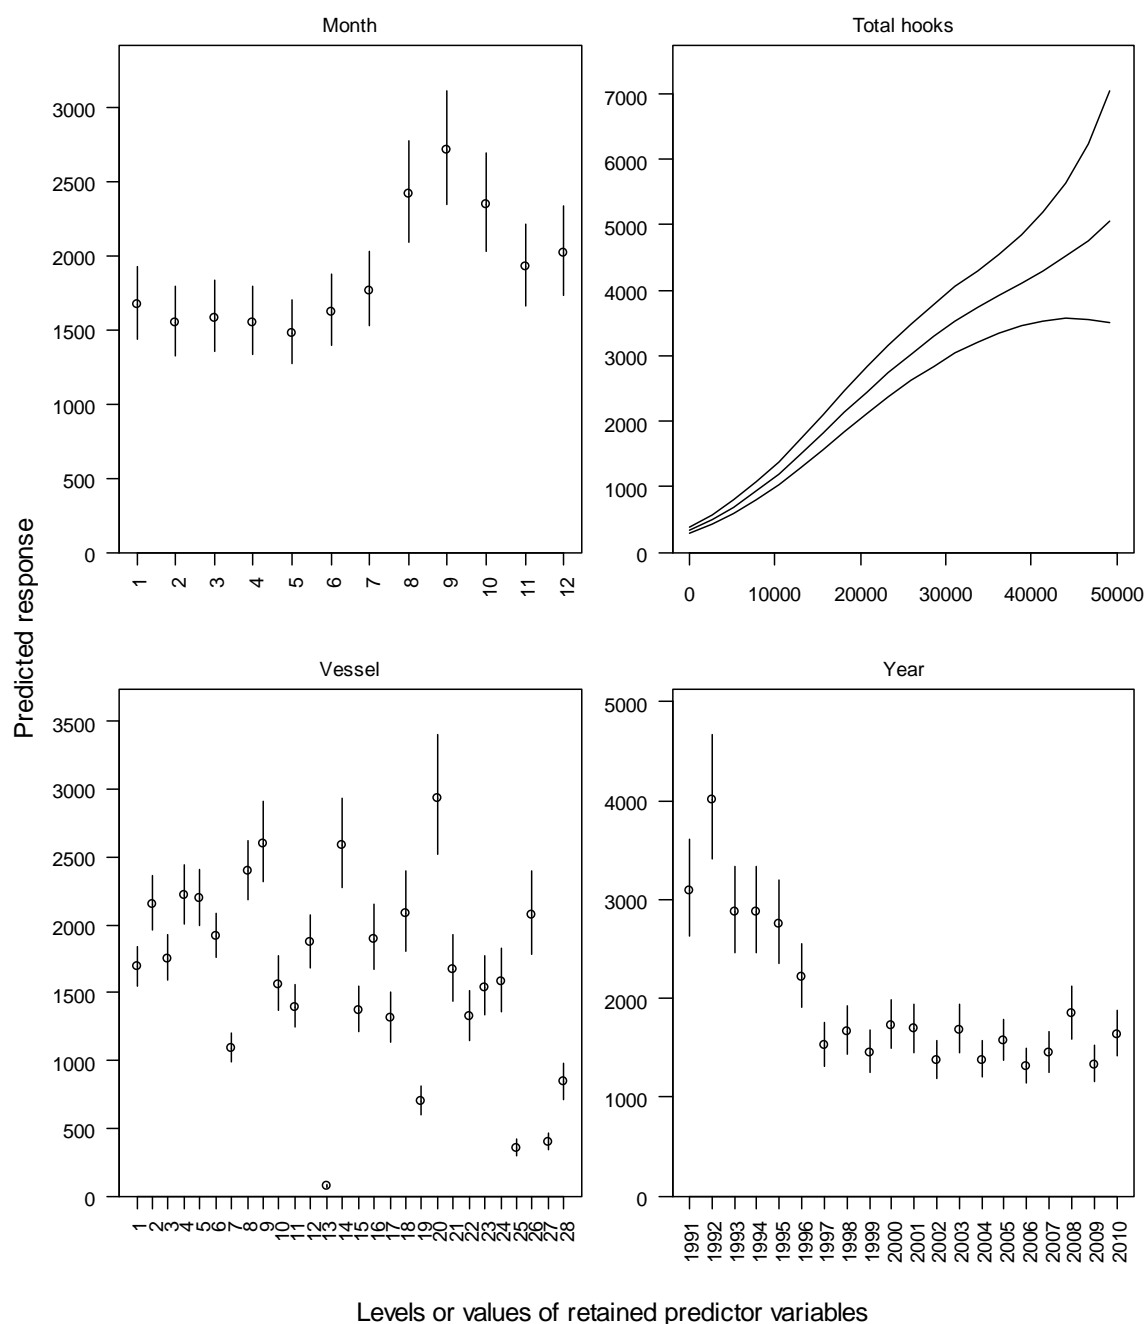 Month
Total hooks
3000
2500
2000
1500
1000
500
0
1 2 3 4 5 6 7 8 9 10 11 12
7000
6000
5000
4000
3000
2000
1000
0
0 10000 20000 30000 40000 50000
Predicted response
Vessel
Year
3500
3000
2500
2000
1500
1000
500
0
1 2 3 4 5 6 7 8 9 10 11 12 13 14 15 16 17 18 19 20 21 22 23 24 25 26 27 28
5000
4000
3000
2000
1000
0
1991 1992 1993 1994 1995 1996 1997 1998 1999 2000 2001 2002 2003 2004 2005 2006 2007 2008 2009 2010
Levels or values of retained predictor variables